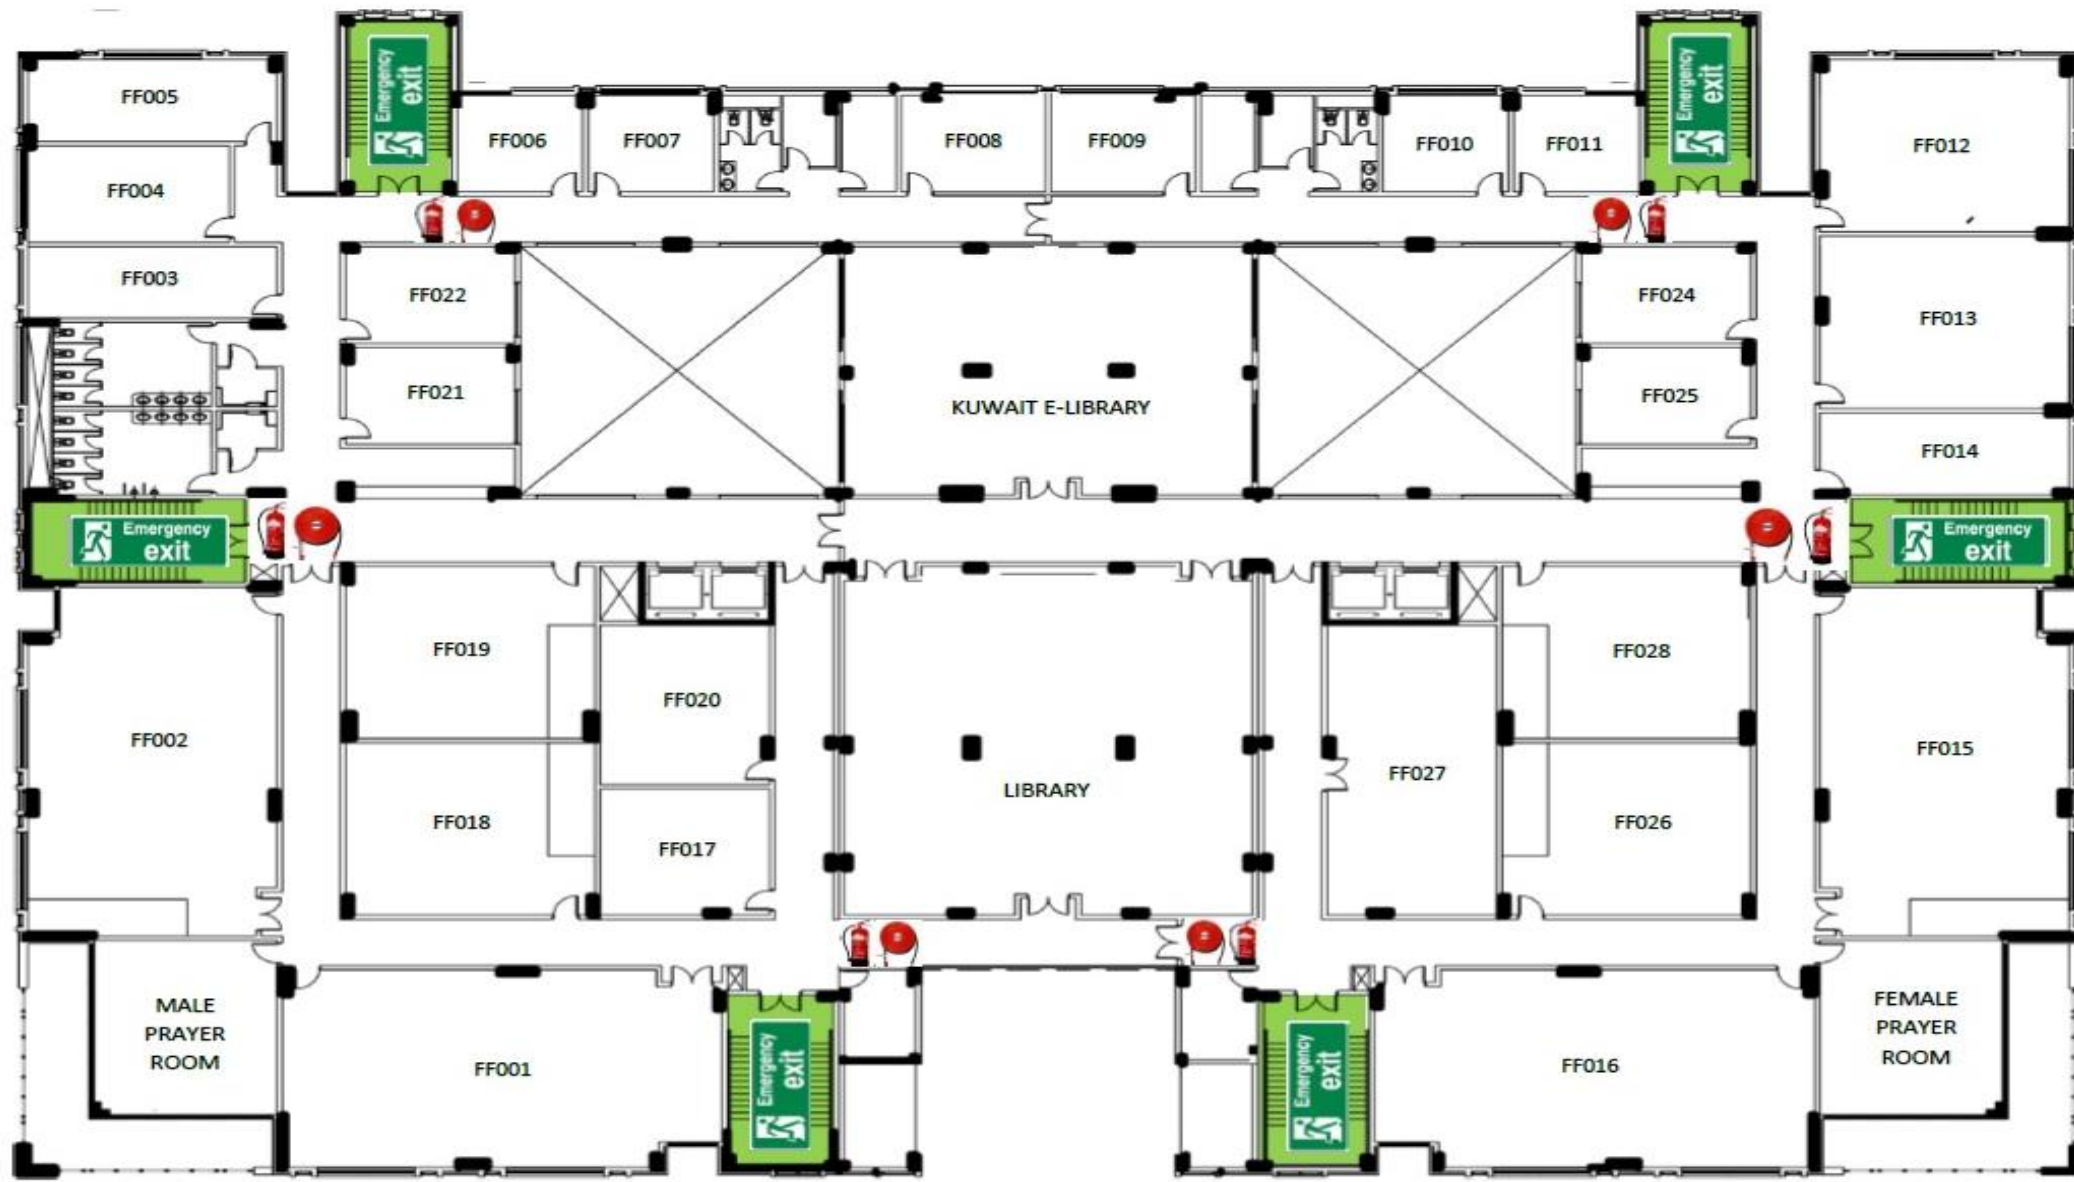 Emergency
exit
Emergency
exit
FF005
FF006
FF007
FF008
FF009
FF010
FF011
FF012
FF004
FF003
FF022
FF024
FF013
FF021
KUWAIT E-LIBRARY
FF025
FF014
Emergency
exit
Emergency
exit
FF019
FF028
FF020
FF002
FF015
FF027
LIBRARY
FF018
FF017
FF026
MALE
PRAYER
ROOM
FF001
Emergency
exit
Emergency
exit
FF016
FEMALE
PRAYER
ROOM